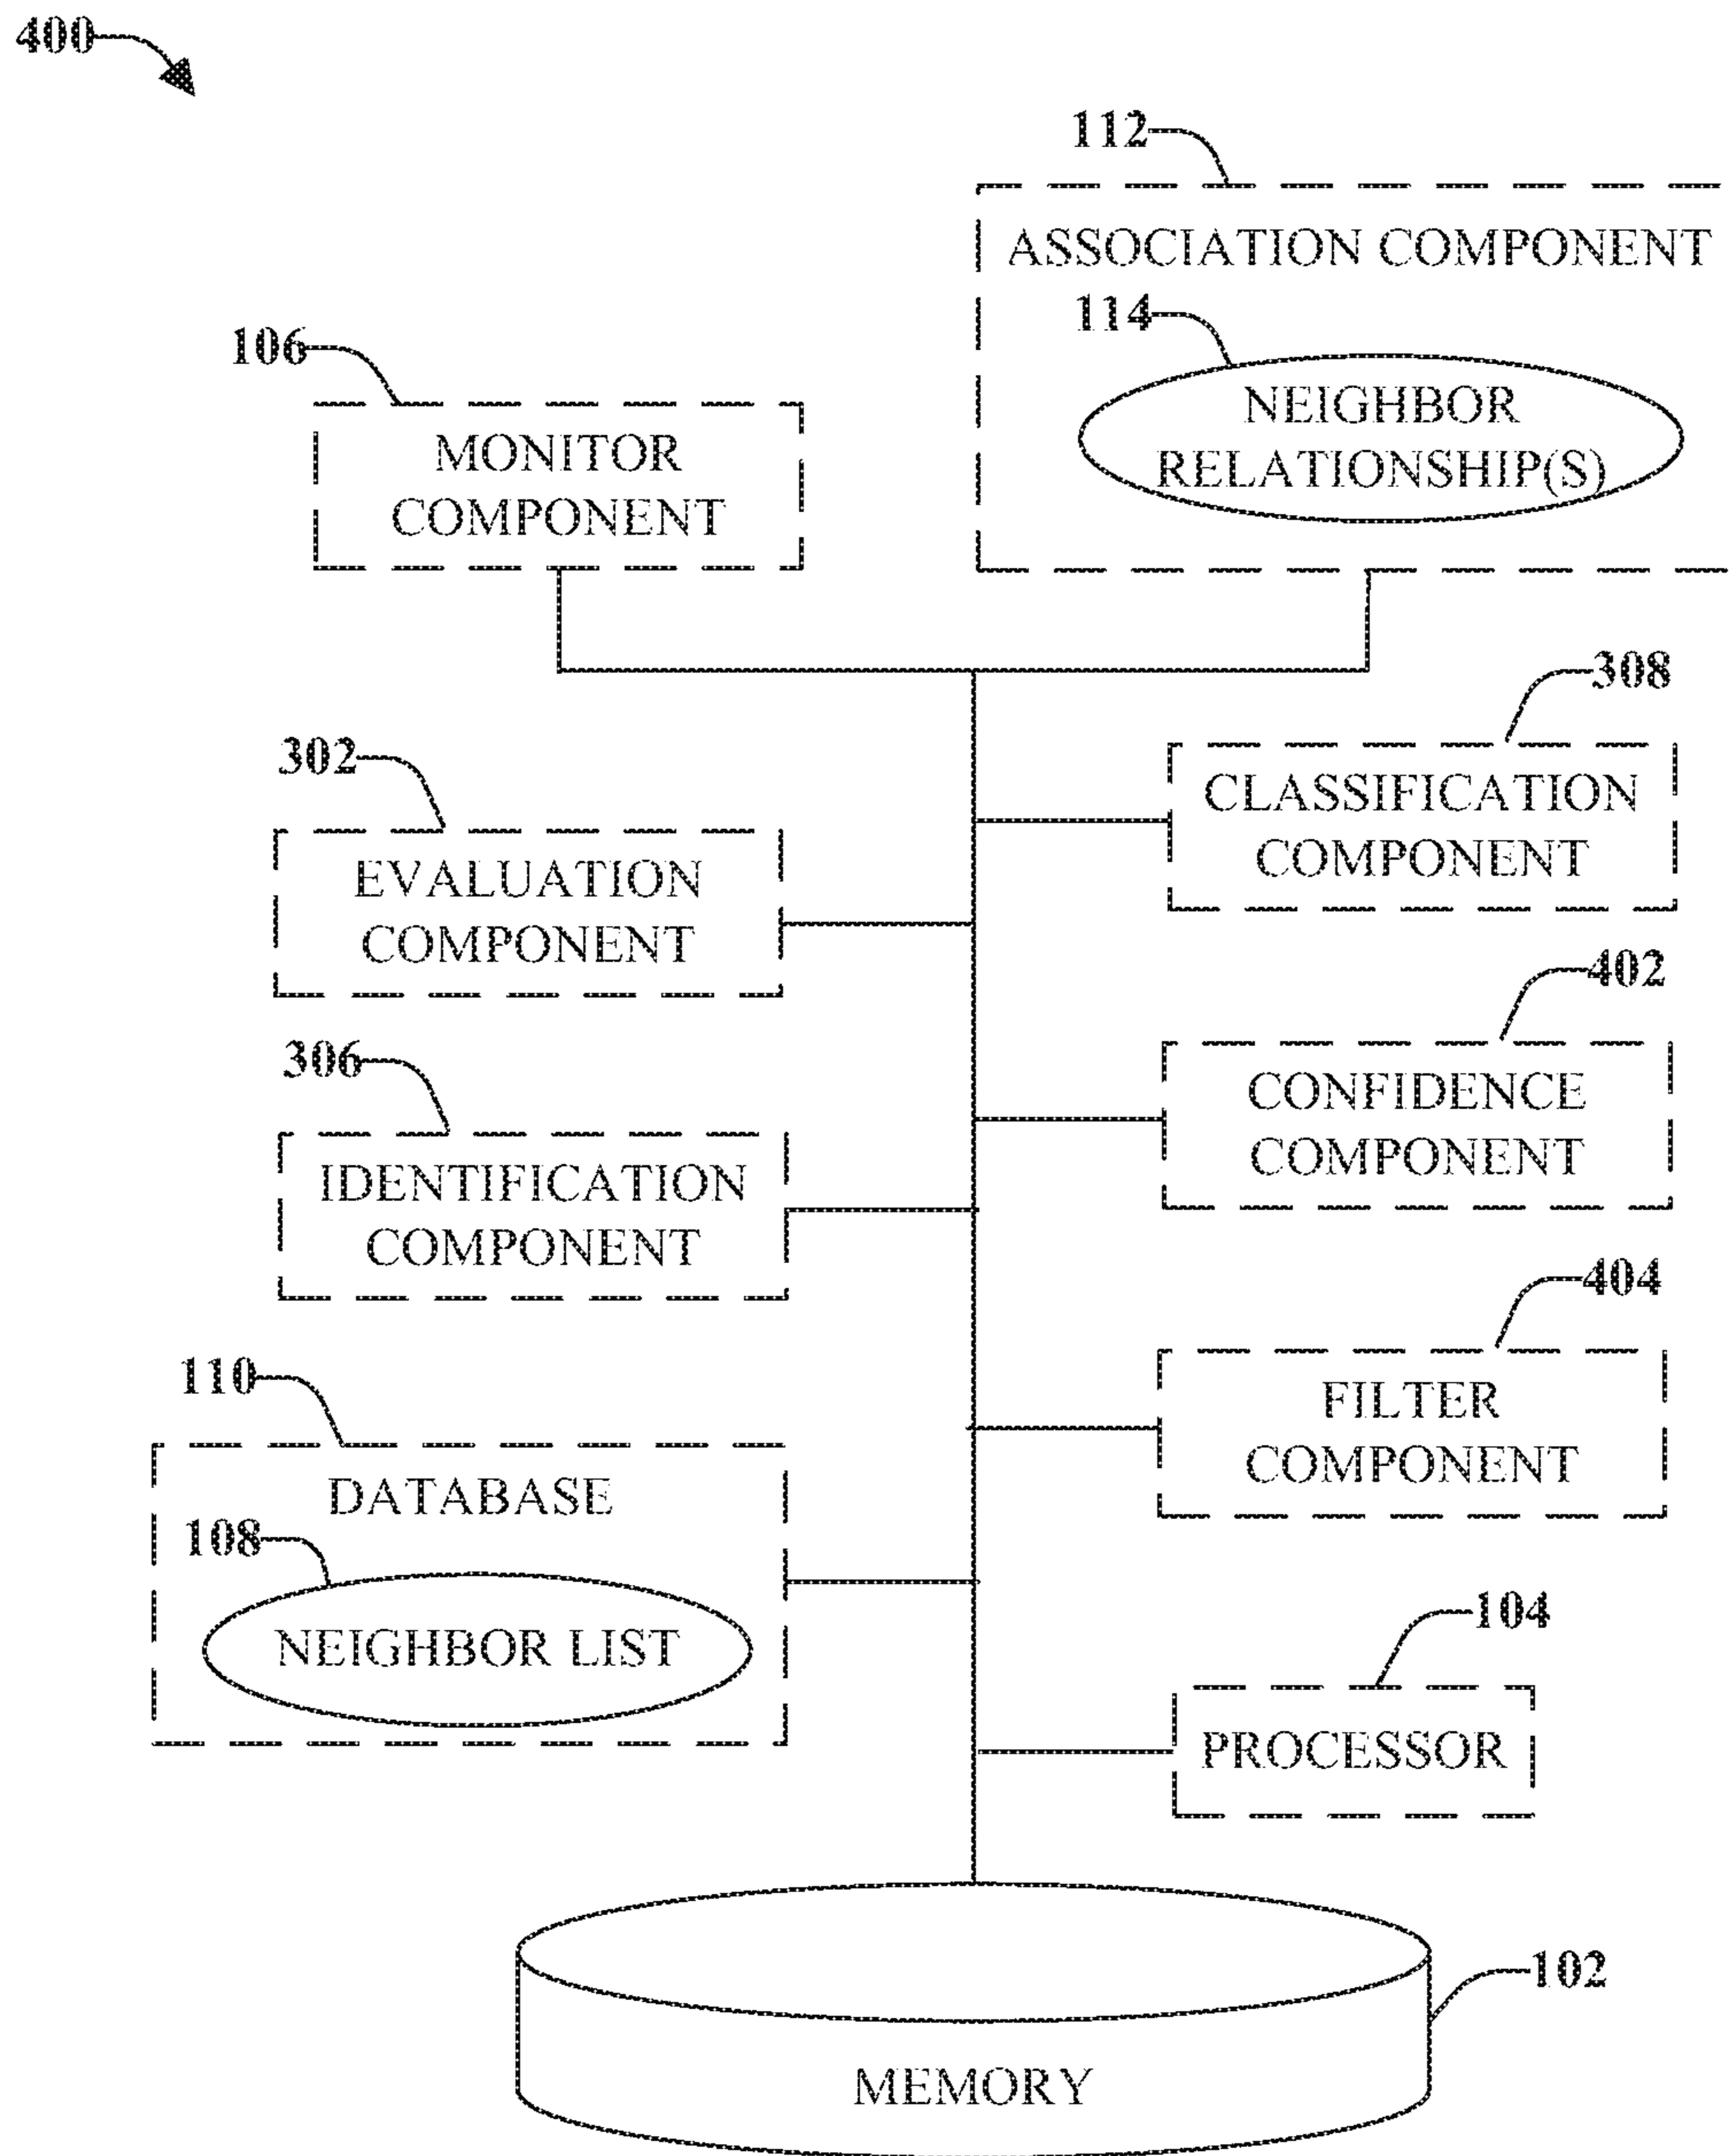 400
112
ASSOCIATION COMPONENT
114
NEIGHBOR
RELATIONSHIP(S)
106
MONITOR
COMPONENT
308
CLASSIFICATION
COMPONENT
302
EVALUATION
COMPONENT
402
CONFIDENCE
COMPONENT
306
IDENTIFICATION
COMPONENT
404
FILTER
COMPONENT
110
DATABASE
108
NEIGHBOR LIST
104
PROCESSOR
102
MEMORY